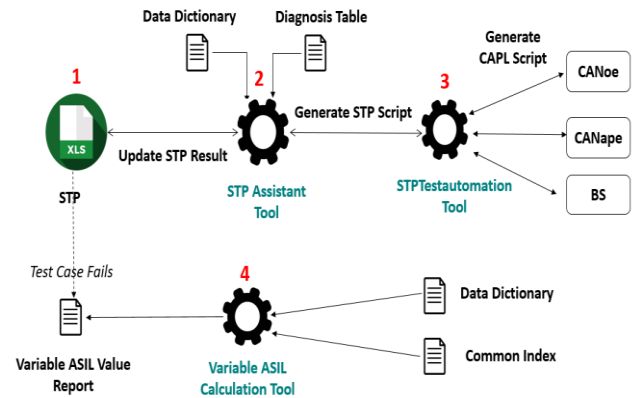 Data Dictionary
Diagnosis Table
1
2
3
Generate
CAPL Script
CANoe
XLS
Generate STP Script
CANape
Update STP Result
STP
STP Assistant
Tool
STPTestautomation
Tool
BS
Test Case Fails
4
Data Dictionary
Variable ASIL Value
Report
Variable ASIL
Calculation Tool
Common Index